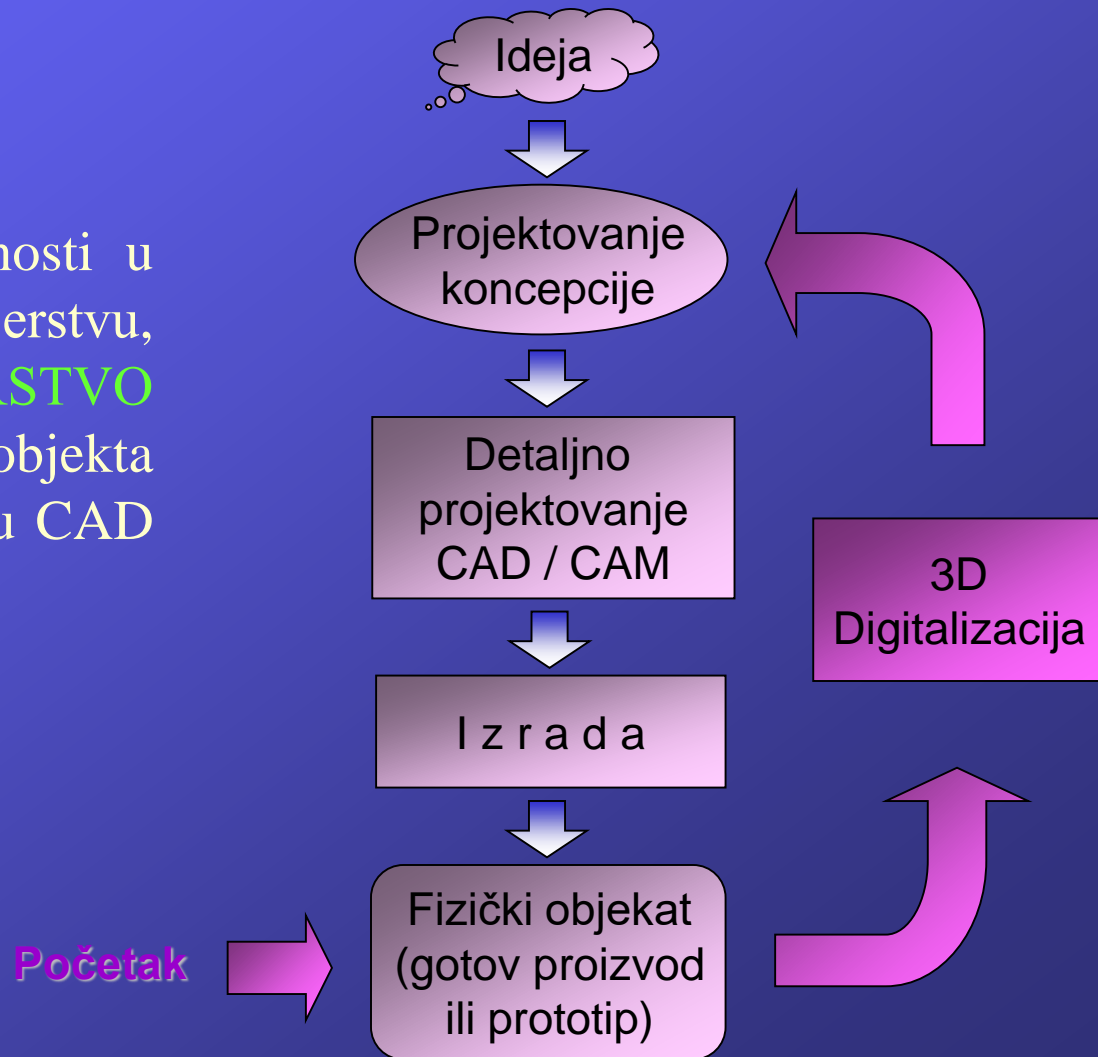 nosti u
erstvu,
RSTVO
objekta
u CAD
Ideja
Projektovanje
koncepcije
Detaljno
projektovanje
CAD / CAM
I z r a d a
Fizički objekat
(gotov proizvod
ili prototip)
3D
Digitalizacija
Početak